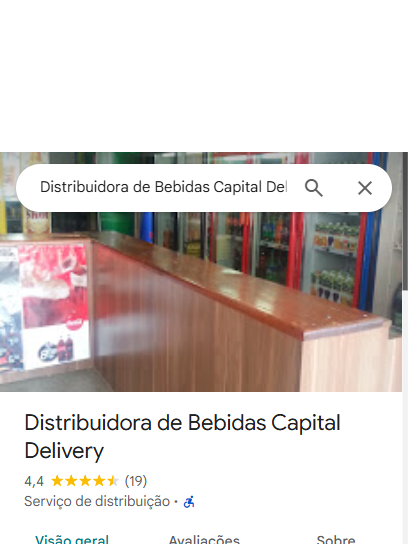 Distribuidora de Bebidas Capital Del
Distribuidora de Bebidas Capital
Delivery
4,4 (19)
Serviço de distribuição ·
Visão geral Avaliações Sobre